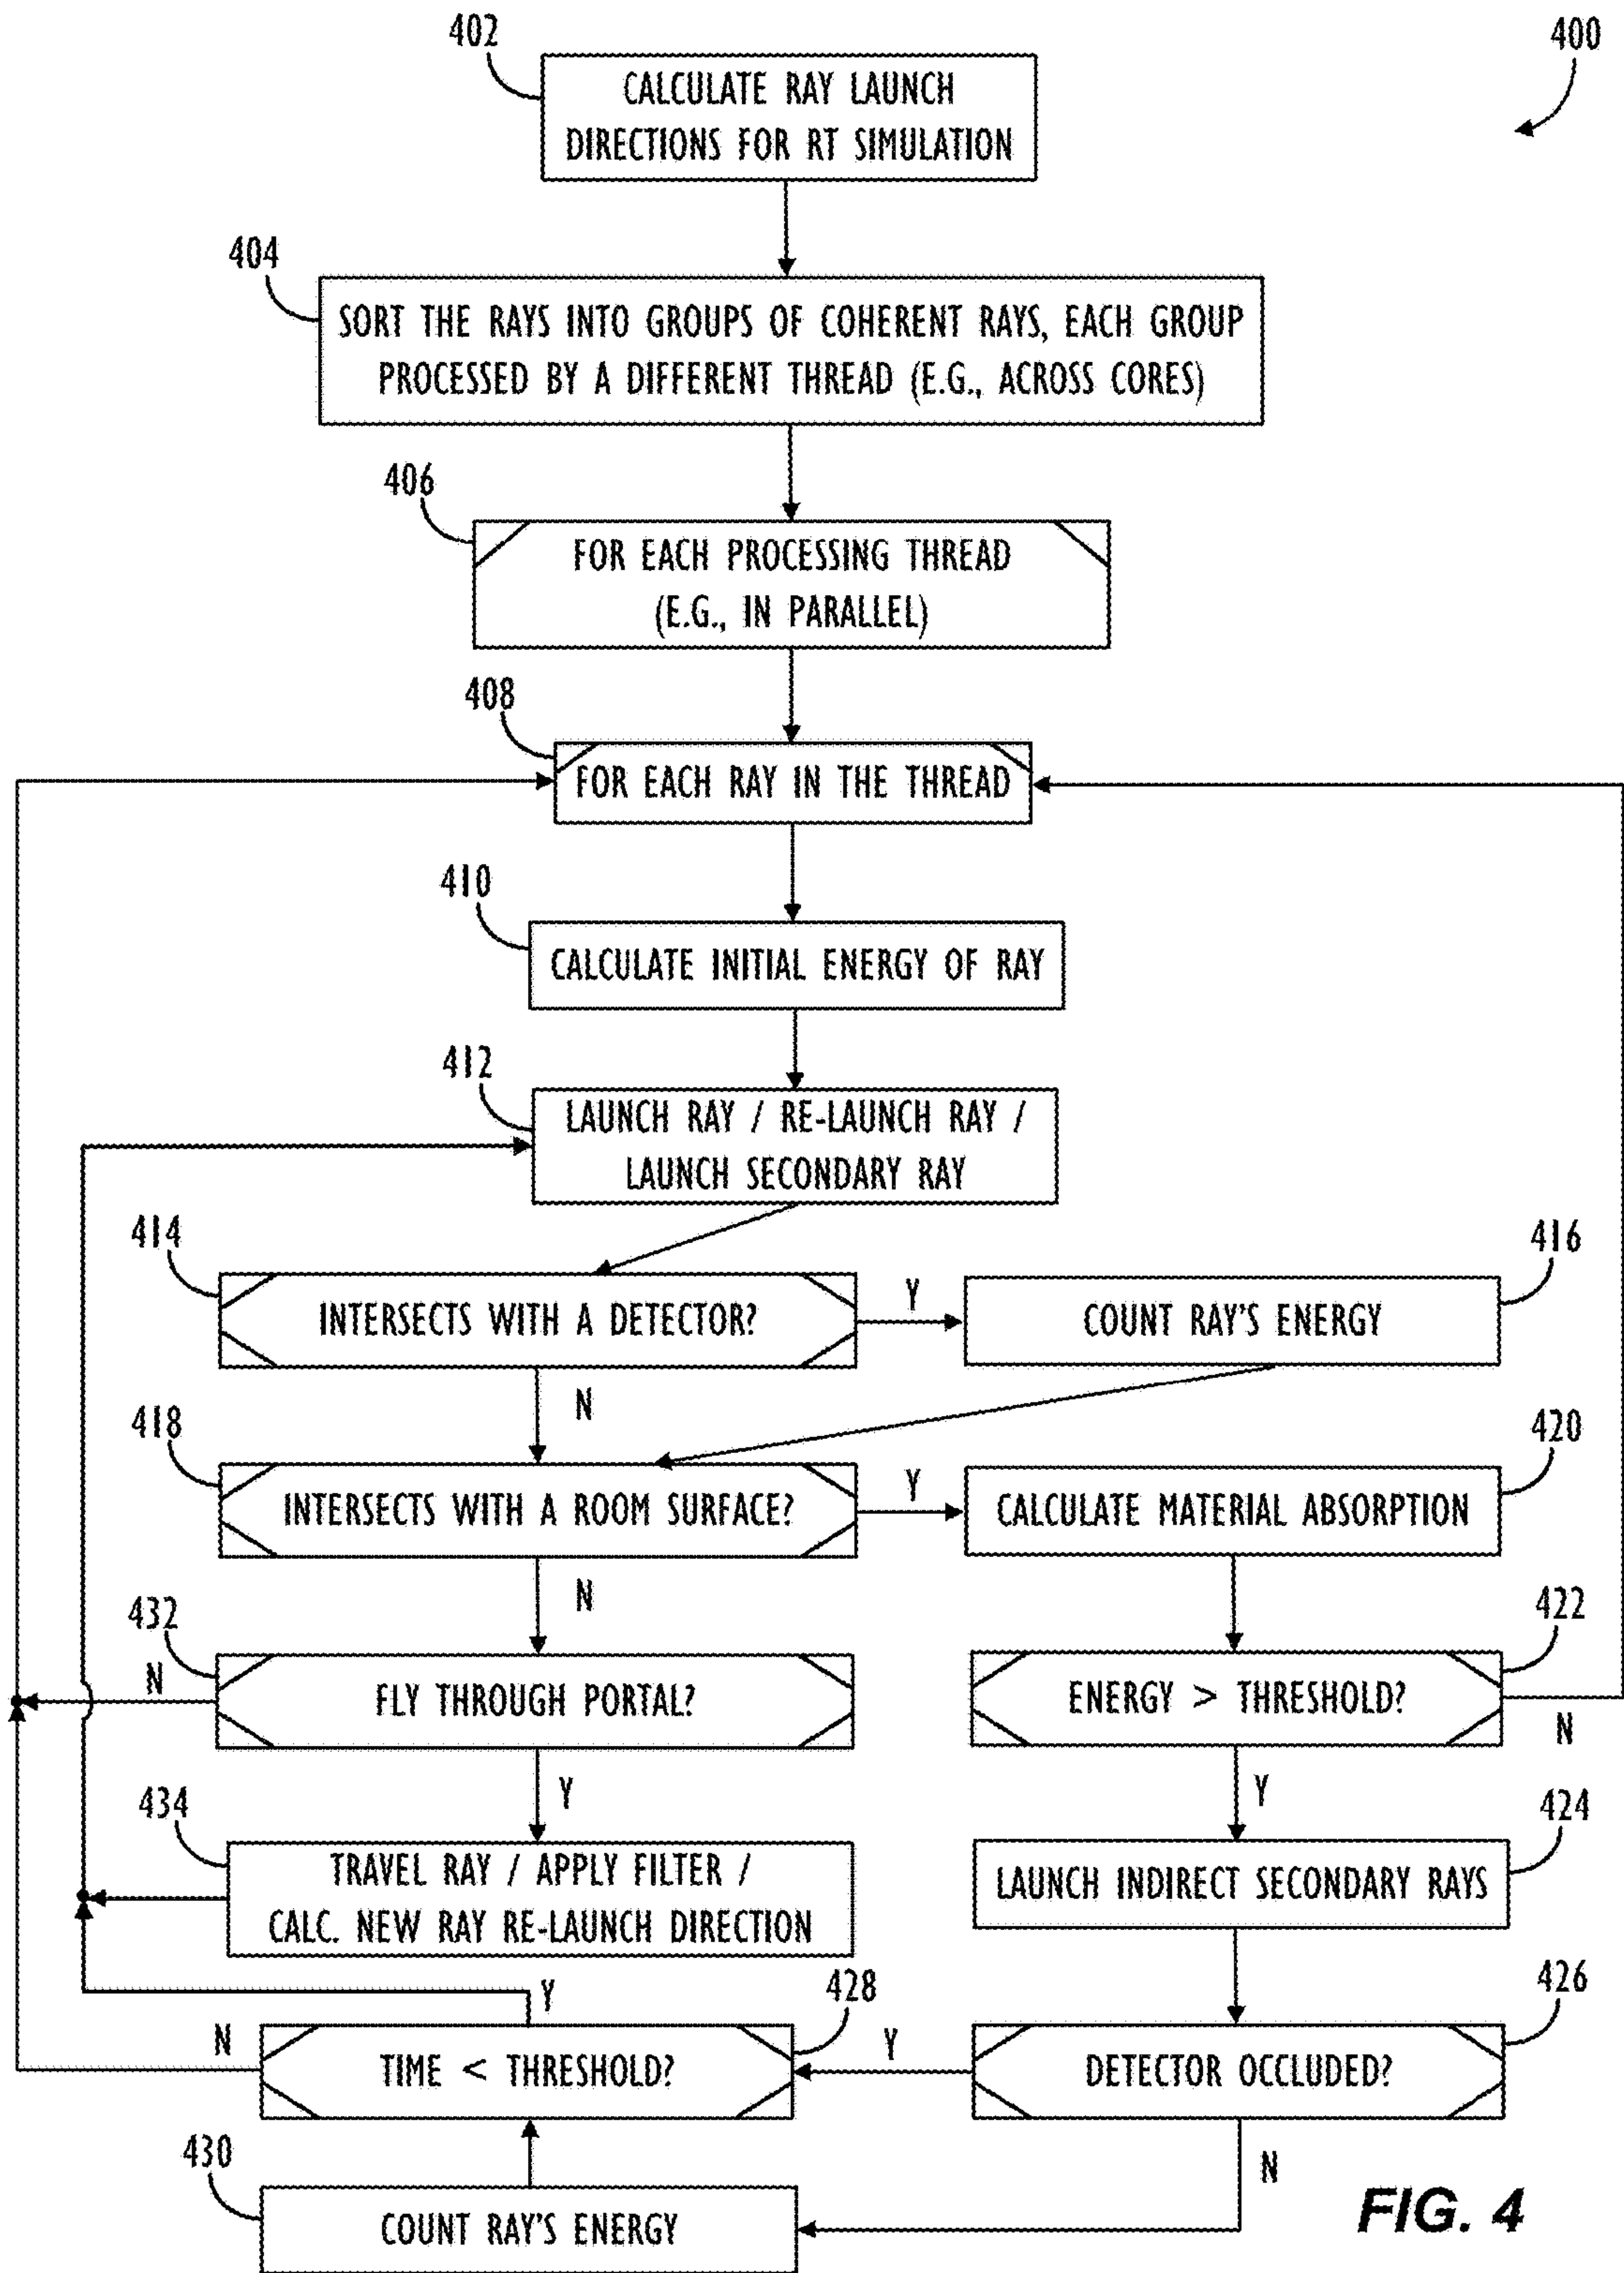 402
400
CALCULATE RAY LAUNCH
DIRECTIONS FOR RT SIMULATION
404
SORT THE RAYS INTO GROUPS OF COHERENT RAYS, EACH GROUP
PROCESSED BY A DIFFERENT THREAD (E.G., ACROSS CORES)
406
FOR EACH PROCESSING THREAD
(E.G., IN PARALLEL)
408
FOR EACH RAY IN THE THREAD
410
CALCULATE INITIAL ENERGY OF RAY
412
LAUNCH RAY / RE-LAUNCH RAY /
LAUNCH SECONDARY RAY
414
INTERSECTS WITH A DETECTOR?
Y
416
COUNT RAY'S ENERGY
N
418
INTERSECTS WITH A ROOM SURFACE?
Y
420
CALCULATE MATERIAL ABSORPTION
N
432
FLY THROUGH PORTAL?
N
422
ENERGY > THRESHOLD?
N
Y
Y
434
TRAVEL RAY / APPLY FILTER /
CALC. NEW RAY RE-LAUNCH DIRECTION
424
LAUNCH INDIRECT SECONDARY RAYS
Y
428
N
TIME < THRESHOLD?
Y
426
DETECTOR OCCLUDED?
N
430
COUNT RAY'S ENERGY
FIG. 4